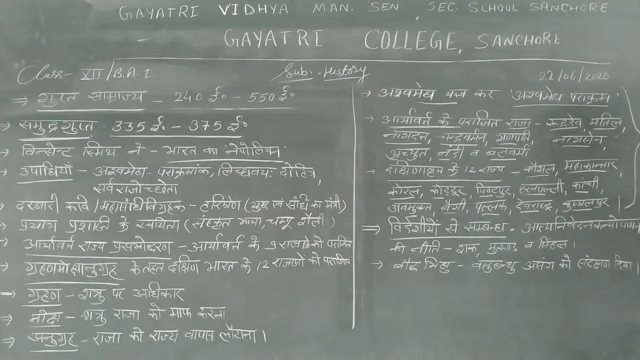 GAYATRI VIDHYA MAN. SEN. SEC. SCHOOL SANCHORE
GAYATRI COLLEGE, SANCHORE
Class - XII / B.A. I
Sub:- History
22/06/2020
⇒ गुप्त साम्राज्य - 240 ई० - 550 ई०
→ समुद्रगुप्त - 335 ई० - 375 ई०
→ विन्सेन्ट स्मिथ ने - भारत का नेपोलियन
→ उपाधियाँ - अश्वमेध - पराक्रमांक, लिच्छवयः दौहित्र,
सर्वराजोच्छेता
→ दरबारी कवि / महासंधिविग्रहक - हरिषेण (युद्ध एवं संधि का मंत्री)
→ प्रयाग प्रशस्ति के रचयिता (संस्कृत भाषा, चम्पू शैली)
→ आर्यावर्त राज्य प्रसभोद्धरण - आर्यावर्त के 9 राजाओं को पराजित
→ ग्रहणमोक्षानुग्रह के तहत दक्षिण भारत के 12 राजाओं को पराजित
→ ग्रहण - शत्रु पर अधिकार
→ मोक्ष - शत्रु राजा को माफ करना
→ अनुग्रह - राजा को राज्य वापस लौटाना।
→ अश्वमेध यज्ञ कर अश्वमेध पराक्रम
→ आर्यावर्त के पराजित राजा - रुद्रदेव, मतिल,
नागदत्त, चन्द्रवर्मन, गणपति नागसेन,
अच्युत, नंदी व बलवर्मा
→ दक्षिणापथ के 12 राज्य - कौशल, महाकान्तार,
कोरल, कोट्टूर, पिष्टपुर, एरण्डपल्ली, काची,
अवमुक्त, वेंगी, पल्लक, देवराष्ट्र, कुस्थलपुर
⇒ विदेशियों से सम्बन्ध - आत्मनिवेदन
की नीति - शक, मुरुण्ड व सिंहल।
→ बौद्ध भिक्षु - वसुबन्धु असंग को संरक्षण दिया।